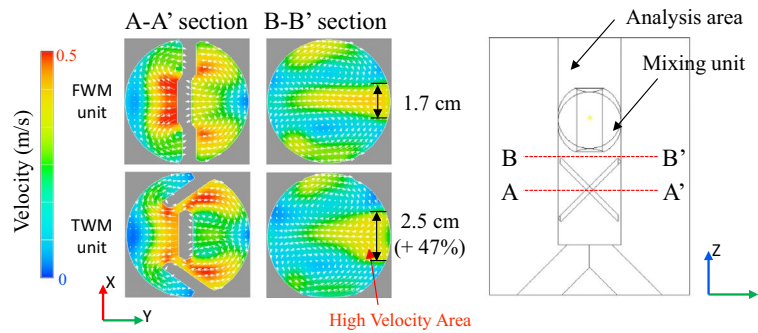 A-A’ section B-B’ section
0.5
Velocity (m/s)
0
FWM
unit
1.7 cm
TWM
unit
2.5 cm
(+ 47%)
High Velocity Area
X
Y
Analysis area
Mixing unit
B B’
A A’
Z